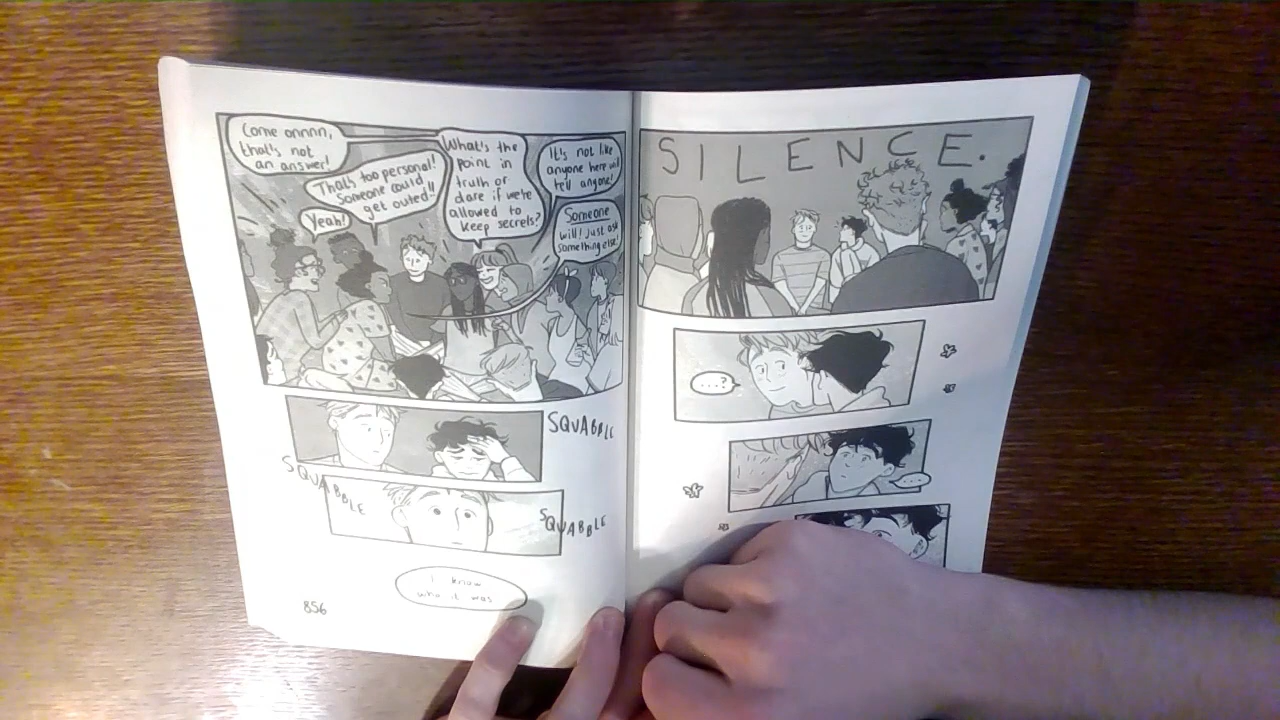 Come onnnn,
that's not
an answer!
That's too personal!
Someone could
get outed!!
Yeah!
What's the
point in
truth or
dare if we're
allowed to
keep secrets?
It's not like
anyone here will
tell anyone!
Someone
will! Just ask
something else!
SQUABBLE
SQUABBLE
SQUABBLE
I know
who it was
856
SILENCE.
...?
...